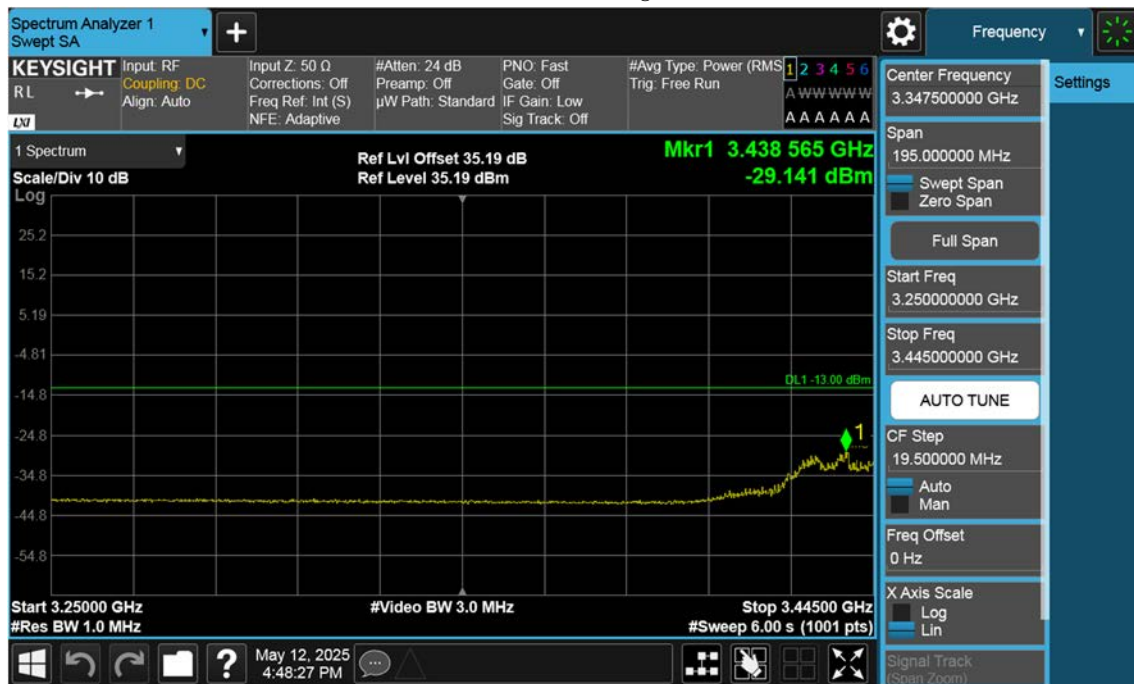 Spectrum Analyzer 1
Swept SA
Frequency
KEYSIGHT
RL
LXI
Input: RF
Coupling: DC
Align: Auto
Input Z: 50 Ω
Corrections: Off
Freq Ref: Int (S)
NFE: Adaptive
#Atten: 24 dB
Preamp: Off
µW Path: Standard
PNO: Fast
Gate: Off
IF Gain: Low
Sig Track: Off
#Avg Type: Power (RMS
Trig: Free Run
1 2 3 4 5 6
A W W W W W
A A A A A A
1 Spectrum
Scale/Div 10 dB
Ref Lvl Offset 35.19 dB
Ref Level 35.19 dBm
Mkr1 3.438 565 GHz
-29.141 dBm
Log
25.2
15.2
5.19
-4.81
-14.8
-24.8
-34.8
-44.8
-54.8
DL1 -13.00 dBm
1
Start 3.25000 GHz
#Res BW 1.0 MHz
#Video BW 3.0 MHz
Stop 3.44500 GHz
#Sweep 6.00 s (1001 pts)
?
May 12, 2025
4:48:27 PM
Center Frequency
3.347500000 GHz
Settings
Span
195.000000 MHz
Swept Span
Zero Span
Full Span
Start Freq
3.250000000 GHz
Stop Freq
3.445000000 GHz
AUTO TUNE
CF Step
19.500000 MHz
Auto
Man
Freq Offset
0 Hz
X Axis Scale
Log
Lin
Signal Track
(Span Zoom)